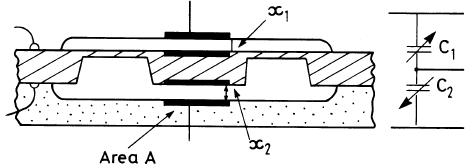 x₁
C₁
C₂
x₂
Area A